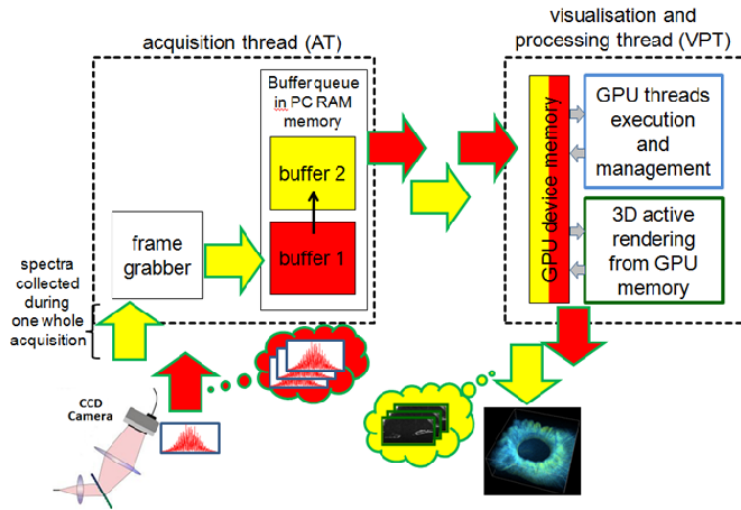 acquisition thread (AT)
visualisation and
processing thread (VPT)
Buffer queue
in PC RAM
memory
buffer 2
buffer 1
frame
grabber
spectra
collected
during
one whole
acquisition
CCD
Camera
GPU device memory
GPU threads
execution
and
management
3D active
rendering
from GPU
memory